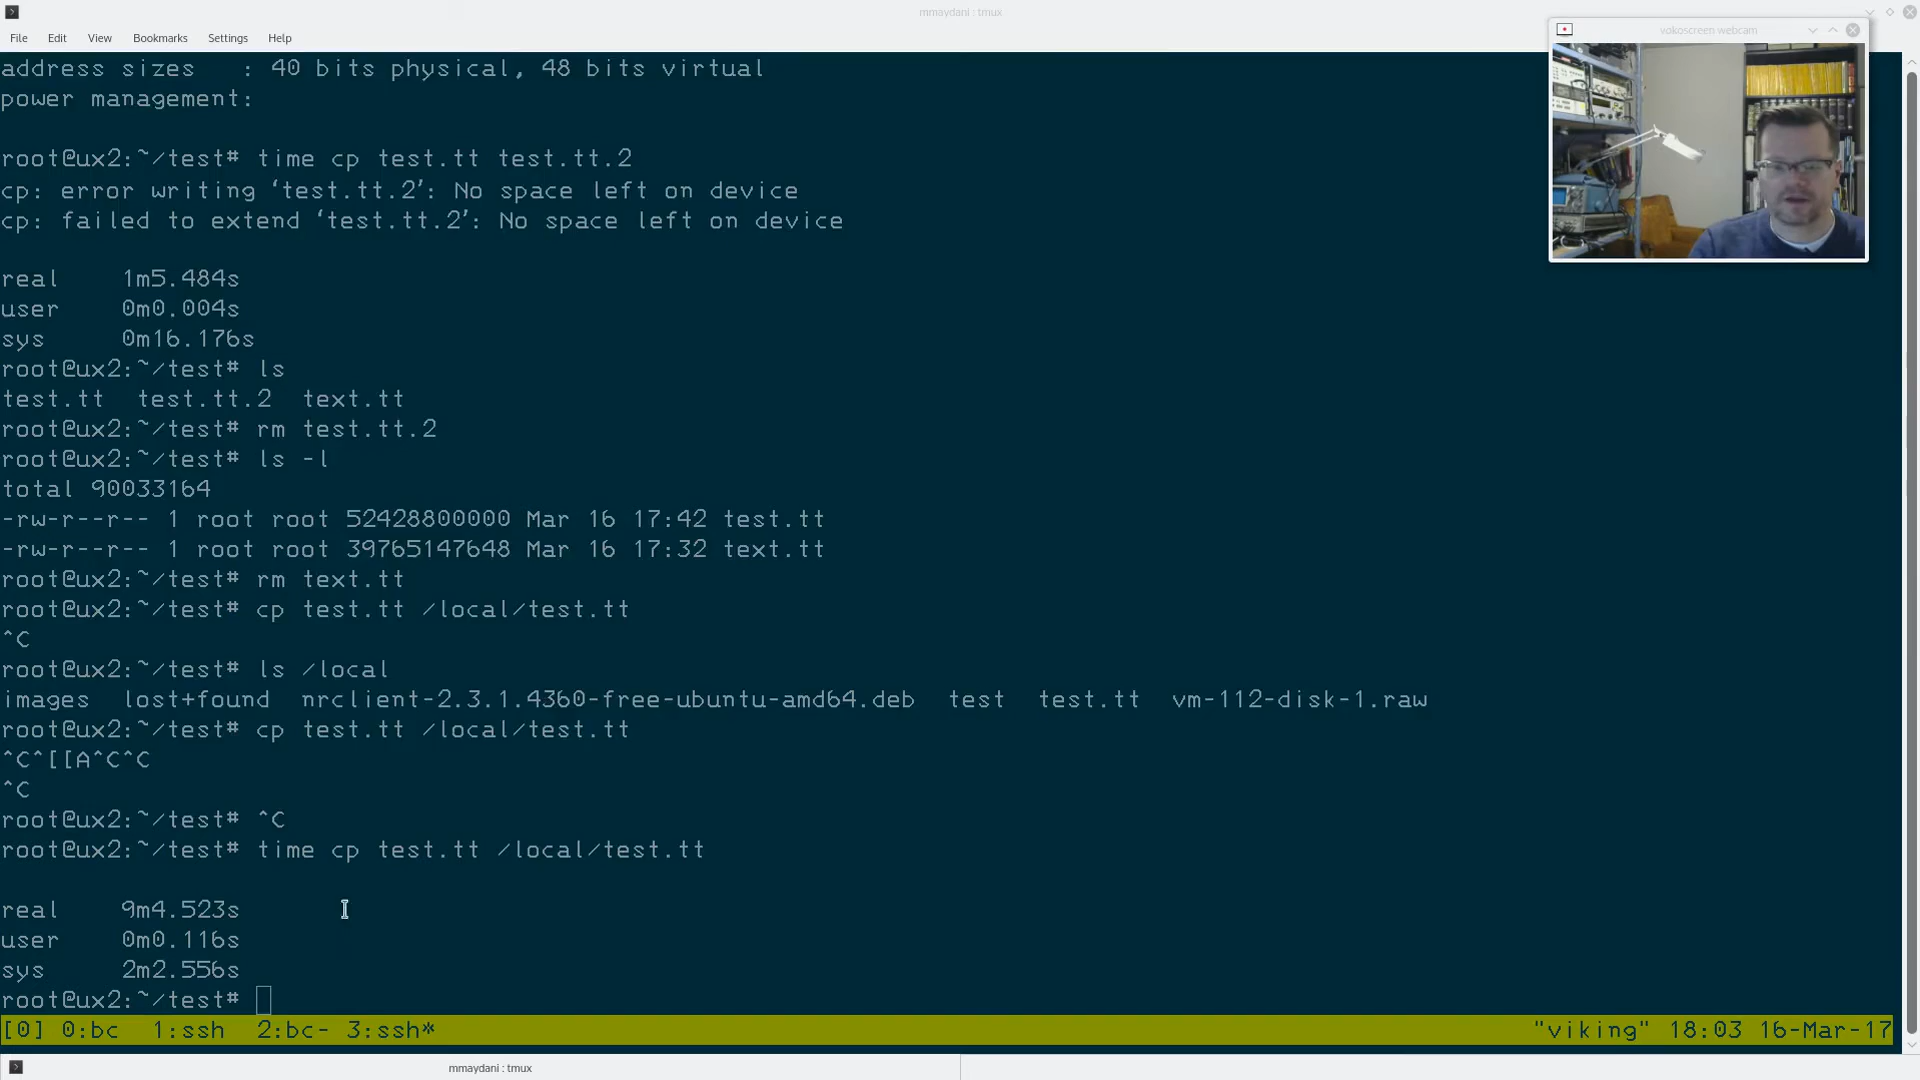 mmaydani : tmux
File Edit View Bookmarks Settings Help
vokoscreen webcam
address sizes   : 40 bits physical, 48 bits virtual
power management:
root@ux2:~/test# time cp test.tt test.tt.2
cp: error writing ‘test.tt.2’: No space left on device
cp: failed to extend ‘test.tt.2’: No space left on device
real    1m5.484s
user    0m0.004s
sys     0m16.176s
root@ux2:~/test# ls
test.tt  test.tt.2  text.tt
root@ux2:~/test# rm test.tt.2
root@ux2:~/test# ls -l
total 90033164
-rw-r--r-- 1 root root 52428800000 Mar 16 17:42 test.tt
-rw-r--r-- 1 root root 39765147648 Mar 16 17:32 text.tt
root@ux2:~/test# rm text.tt
root@ux2:~/test# cp test.tt /local/test.tt
^C
root@ux2:~/test# ls /local
images  lost+found  nrclient-2.3.1.4360-free-ubuntu-amd64.deb  test  test.tt  vm-112-disk-1.raw
root@ux2:~/test# cp test.tt /local/test.tt
^C^[[A^C^C
^C
root@ux2:~/test# ^C
root@ux2:~/test# time cp test.tt /local/test.tt
real    9m4.523s
user    0m0.116s
sys     2m2.556s
root@ux2:~/test#
[0] 0:bc  1:ssh  2:bc- 3:ssh*  "viking" 18:03 16-Mar-17
mmaydani : tmux